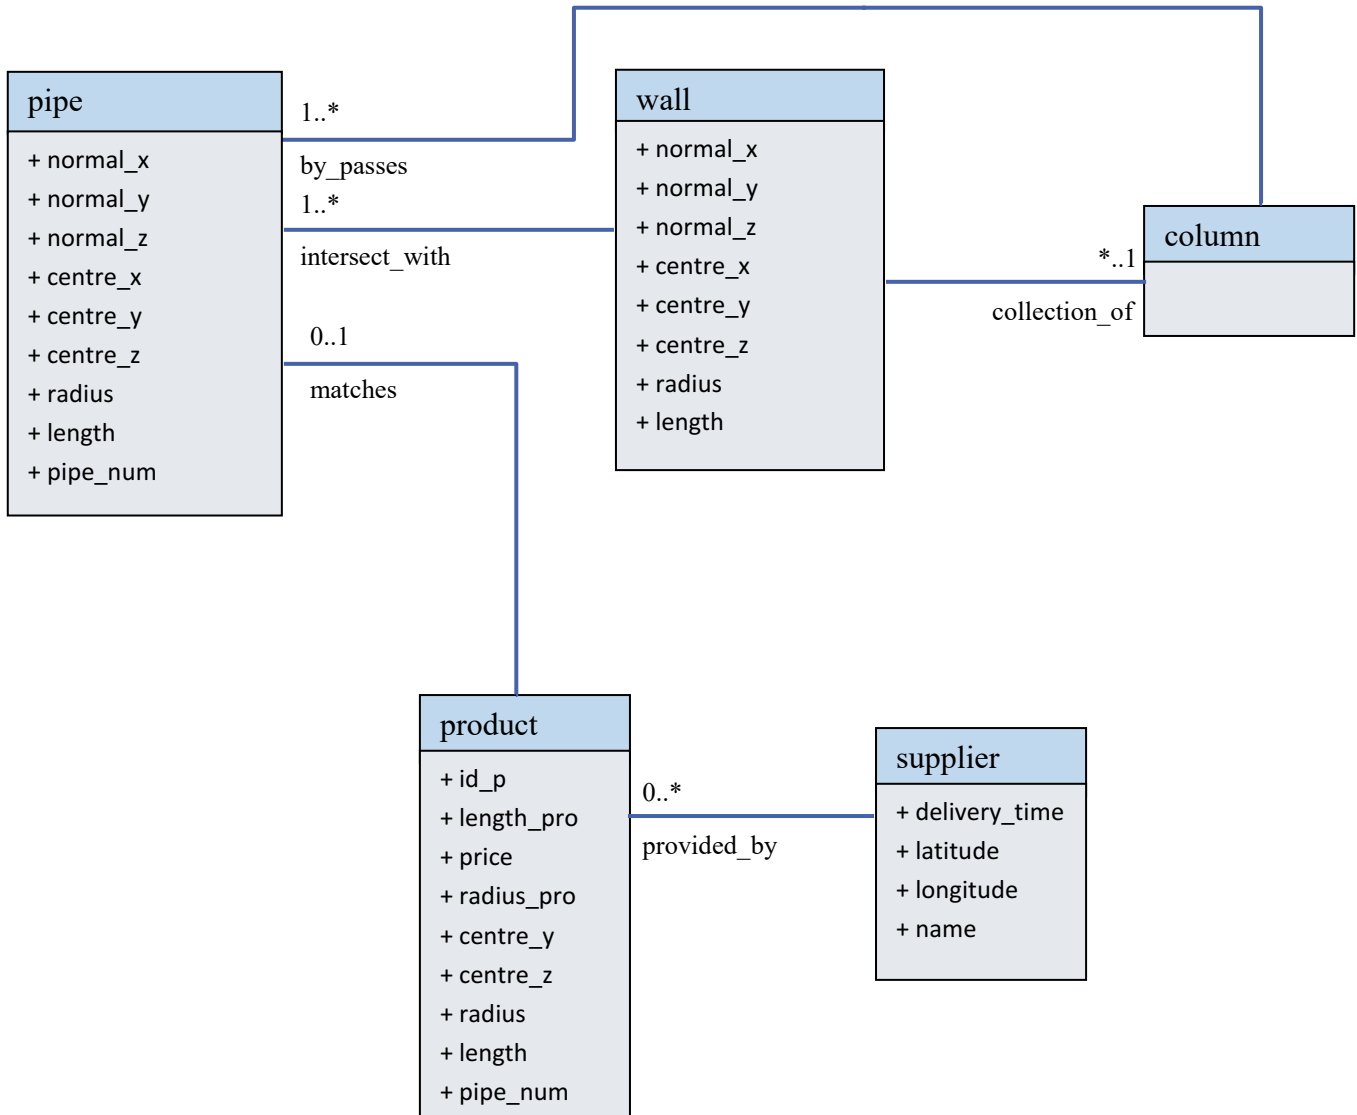 pipe
+ normal_x
+ normal_y
+ normal_z
+ centre_x
+ centre_y
+ centre_z
+ radius
+ length
+ pipe_num
1..*
by_passes
1..*
intersect_with
0..1
matches
wall
+ normal_x
+ normal_y
+ normal_z
+ centre_x
+ centre_y
+ centre_z
+ radius
+ length
*..1
collection_of
column
product
+ id_p
+ length_pro
+ price
+ radius_pro
+ centre_y
+ centre_z
+ radius
+ length
+ pipe_num
0..*
provided_by
supplier
+ delivery_time
+ latitude
+ longitude
+ name